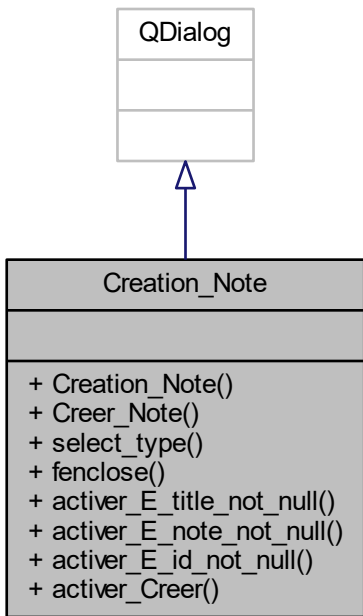 QDialog
Creation_Note
+ Creation_Note()
+ Creer_Note()
+ select_type()
+ fenclose()
+ activer_E_title_not_null()
+ activer_E_note_not_null()
+ activer_E_id_not_null()
+ activer_Creer()